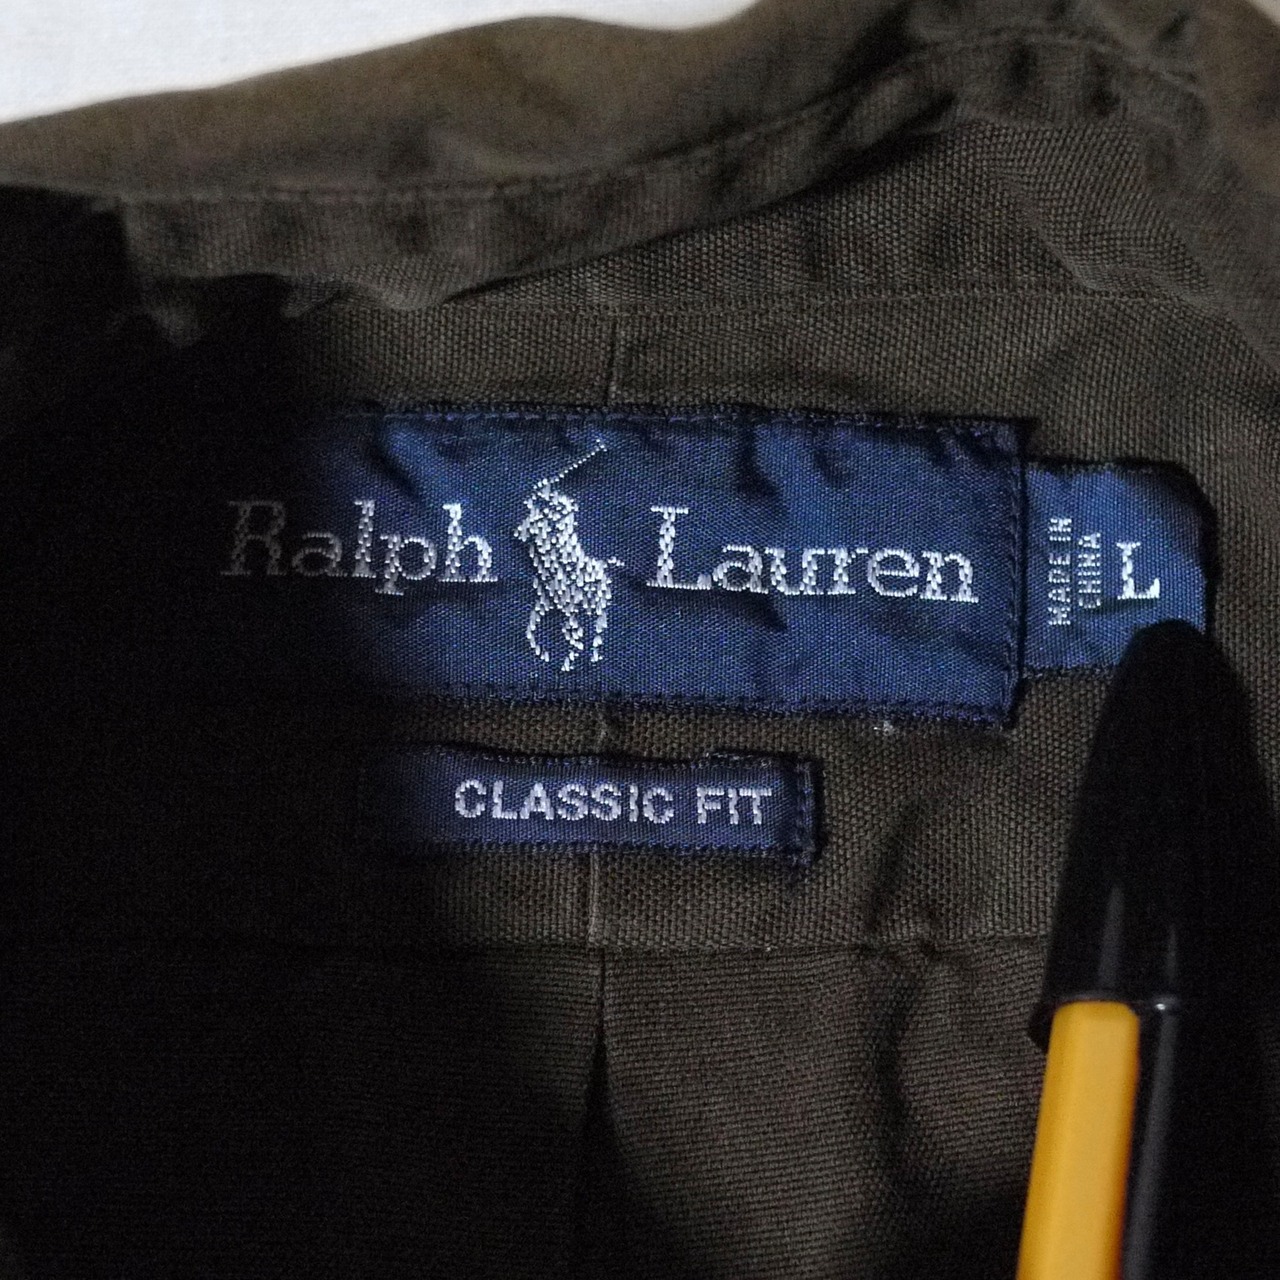 Ralph Lauren
MADE IN
CHINA
L
CLASSIC FIT